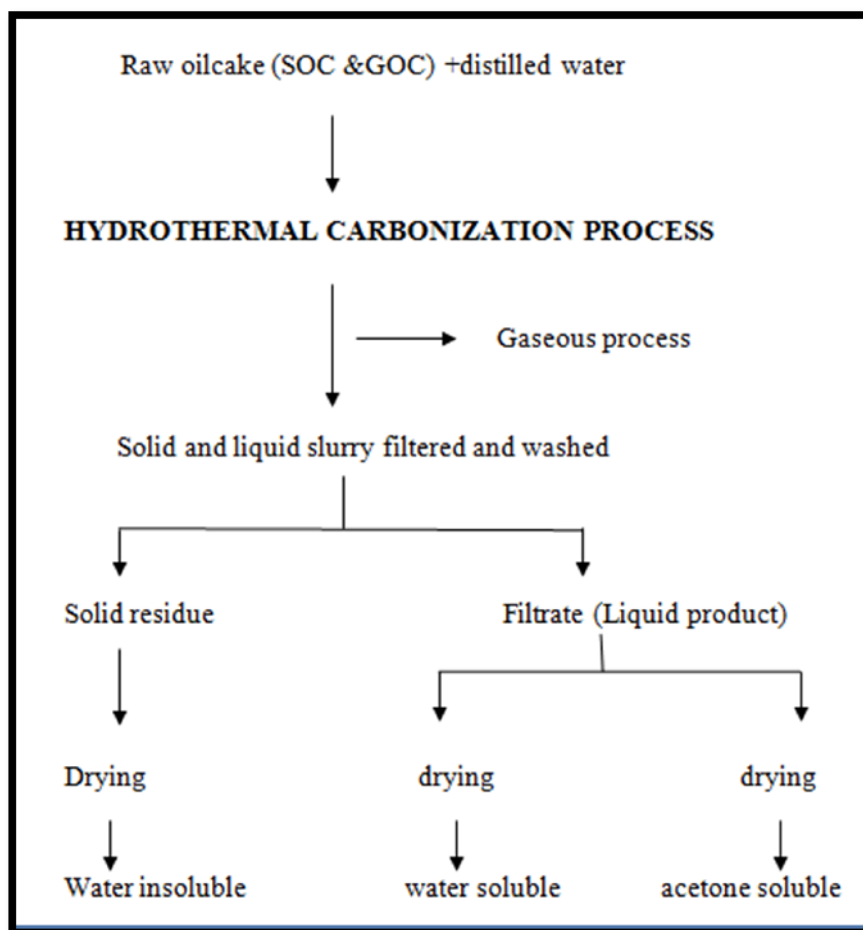 Raw oilcake (SOC &GOC) +distilled water
HYDROTHERMAL CARBONIZATION PROCESS
Gaseous process
Solid and liquid slurry filtered and washed
Solid residue
Filtrate (Liquid product)
Drying
drying
drying
Water insoluble
water soluble
acetone soluble